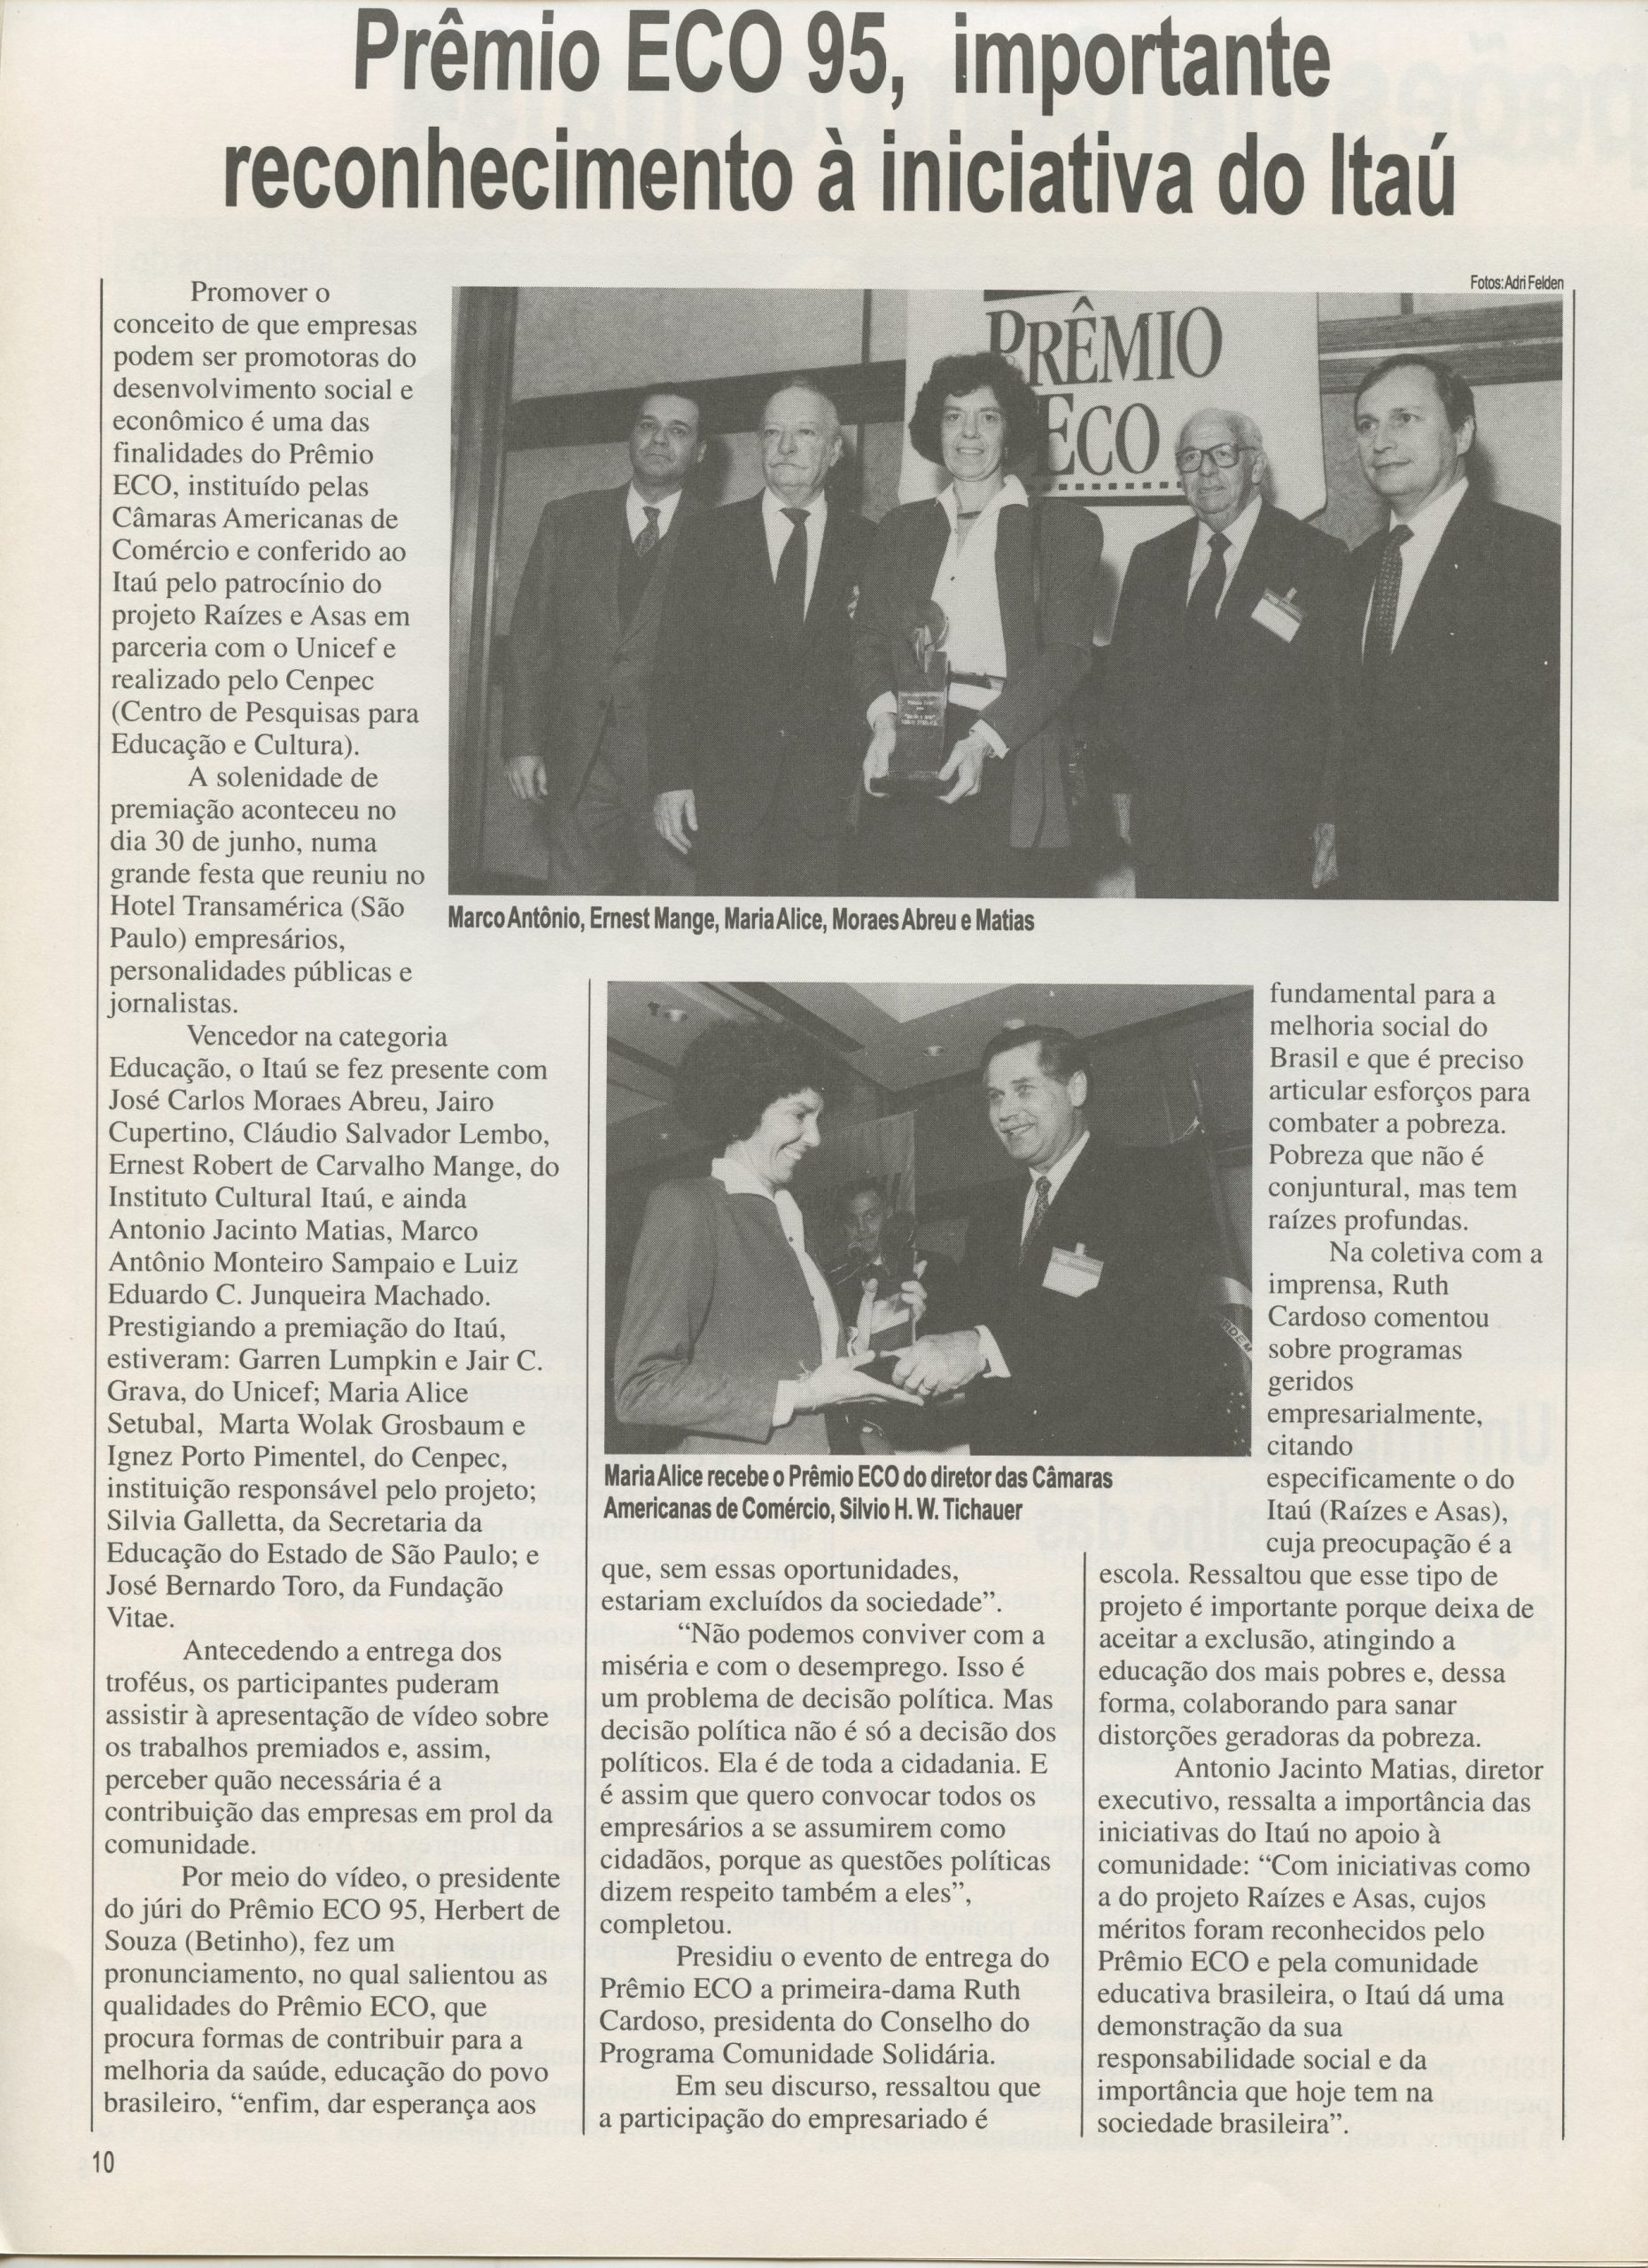 Prêmio ECO 95, importante
reconhecimento à iniciativa do Itaú
Fotos: Adri Felden
Promover o
conceito de que empresas
podem ser promotoras do
desenvolvimento social e
econômico é uma das
finalidades do Prêmio
ECO, instituído pelas
Câmaras Americanas de
Comércio e conferido ao
Itaú pelo patrocínio do
projeto Raízes e Asas em
parceria com o Unicef e
realizado pelo Cenpec
(Centro de Pesquisas para
Educação e Cultura).
A solenidade de
premiação aconteceu no
dia 30 de junho, numa
grande festa que reuniu no
Hotel Transamérica (São
Paulo) empresários,
personalidades públicas e
jornalistas.
Vencedor na categoria
Educação, o Itaú se fez presente com
José Carlos Moraes Abreu, Jairo
Cupertino, Cláudio Salvador Lembo,
Ernest Robert de Carvalho Mange, do
Instituto Cultural Itaú, e ainda
Antonio Jacinto Matias, Marco
Antônio Monteiro Sampaio e Luiz
Eduardo C. Junqueira Machado.
Prestigiando a premiação do Itaú,
estiveram: Garren Lumpkin e Jair C.
Grava, do Unicef; Maria Alice
Setubal, Marta Wolak Grosbaum e
Ignez Porto Pimentel, do Cenpec,
instituição responsável pelo projeto;
Silvia Galletta, da Secretaria da
Educação do Estado de São Paulo; e
José Bernardo Toro, da Fundação
Vitae.
Antecedendo a entrega dos
troféus, os participantes puderam
assistir à apresentação de vídeo sobre
os trabalhos premiados e, assim,
perceber quão necessária é a
contribuição das empresas em prol da
comunidade.
Por meio do vídeo, o presidente
do júri do Prêmio ECO 95, Herbert de
Souza (Betinho), fez um
pronunciamento, no qual salientou as
qualidades do Prêmio ECO, que
procura formas de contribuir para a
melhoria da saúde, educação do povo
brasileiro, “enfim, dar esperança aos
PRÊMIO
ECO
Marco Antônio, Ernest Mange, Maria Alice, Moraes Abreu e Matias
Maria Alice recebe o Prêmio ECO do diretor das Câmaras
Americanas de Comércio, Silvio H. W. Tichauer
que, sem essas oportunidades,
estariam excluídos da sociedade”.
“Não podemos conviver com a
miséria e com o desemprego. Isso é
um problema de decisão política. Mas
decisão política não é só a decisão dos
políticos. Ela é de toda a cidadania. E
é assim que quero convocar todos os
empresários a se assumirem como
cidadãos, porque as questões políticas
dizem respeito também a eles”,
completou.
Presidiu o evento de entrega do
Prêmio ECO a primeira-dama Ruth
Cardoso, presidenta do Conselho do
Programa Comunidade Solidária.
Em seu discurso, ressaltou que
a participação do empresariado é
fundamental para a
melhoria social do
Brasil e que é preciso
articular esforços para
combater a pobreza.
Pobreza que não é
conjuntural, mas tem
raízes profundas.
Na coletiva com a
imprensa, Ruth
Cardoso comentou
sobre programas
geridos
empresarialmente,
citando
especificamente o do
Itaú (Raízes e Asas),
cuja preocupação é a
escola. Ressaltou que esse tipo de
projeto é importante porque deixa de
aceitar a exclusão, atingindo a
educação dos mais pobres e, dessa
forma, colaborando para sanar
distorções geradoras da pobreza.
Antonio Jacinto Matias, diretor
executivo, ressalta a importância das
iniciativas do Itaú no apoio à
comunidade: “Com iniciativas como
a do projeto Raízes e Asas, cujos
méritos foram reconhecidos pelo
Prêmio ECO e pela comunidade
educativa brasileira, o Itaú dá uma
demonstração da sua
responsabilidade social e da
importância que hoje tem na
sociedade brasileira”.
10